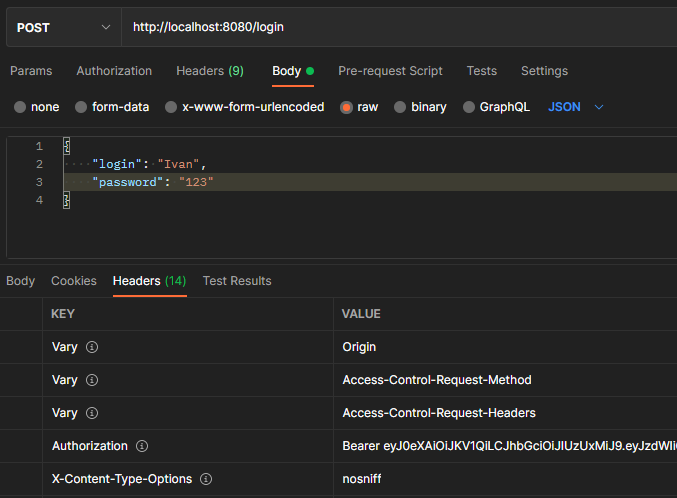 POST http://localhost:8080/login
Params Authorization Headers (9) Body Pre-request Script Tests Settings
none form-data x-www-form-urlencoded raw binary GraphQL JSON
1 {
2 "login": "Ivan",
3 "password": "123"
4 }
Body Cookies Headers (14) Test Results
KEY VALUE
Vary Origin
Vary Access-Control-Request-Method
Vary Access-Control-Request-Headers
Authorization Bearer eyJ0eXAiOiJKV1QiLCJhbGciOiJIUzUxMiJ9.eyJzdWIiO
X-Content-Type-Options nosniff